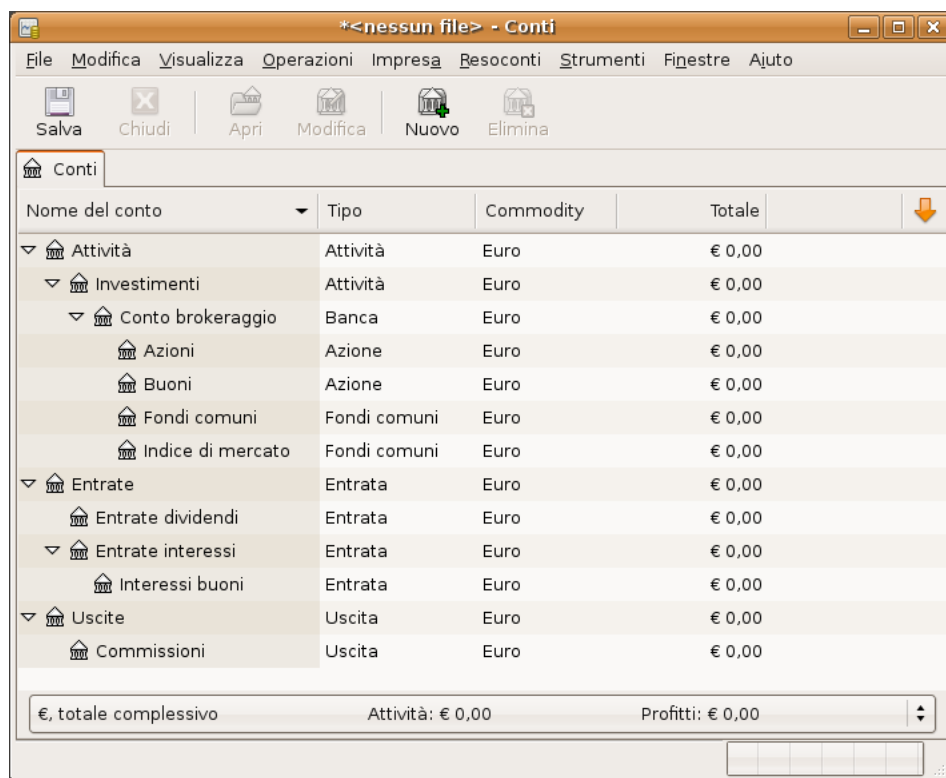 *<nessun file> - Conti
File Modifica Visualizza Operazioni Impresa Resoconti Strumenti Finestre Aiuto
Salva Chiudi Apri Modifica Nuovo Elimina
Conti
Nome del conto Tipo Commodity Totale
Attività Attività Euro € 0,00
Investimenti Attività Euro € 0,00
Conto brokeraggio Banca Euro € 0,00
Azioni Azione Euro € 0,00
Buoni Azione Euro € 0,00
Fondi comuni Fondi comuni Euro € 0,00
Indice di mercato Fondi comuni Euro € 0,00
Entrate Entrata Euro € 0,00
Entrate dividendi Entrata Euro € 0,00
Entrate interessi Entrata Euro € 0,00
Interessi buoni Entrata Euro € 0,00
Uscite Uscita Euro € 0,00
Commissioni Uscita Euro € 0,00
€, totale complessivo Attività: € 0,00 Profitti: € 0,00